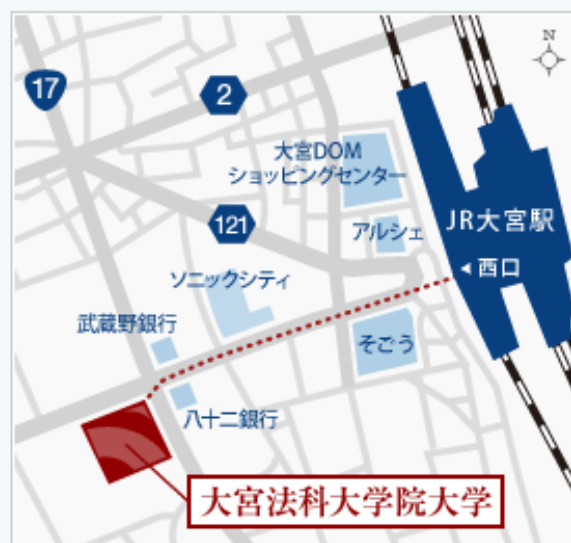 N
17
2
大宮DOM
ショッピングセンター
121
アルシェ
JR大宮駅
西口
ソニックシティ
武蔵野銀行
そごう
八十二銀行
大宮法科大学院大学